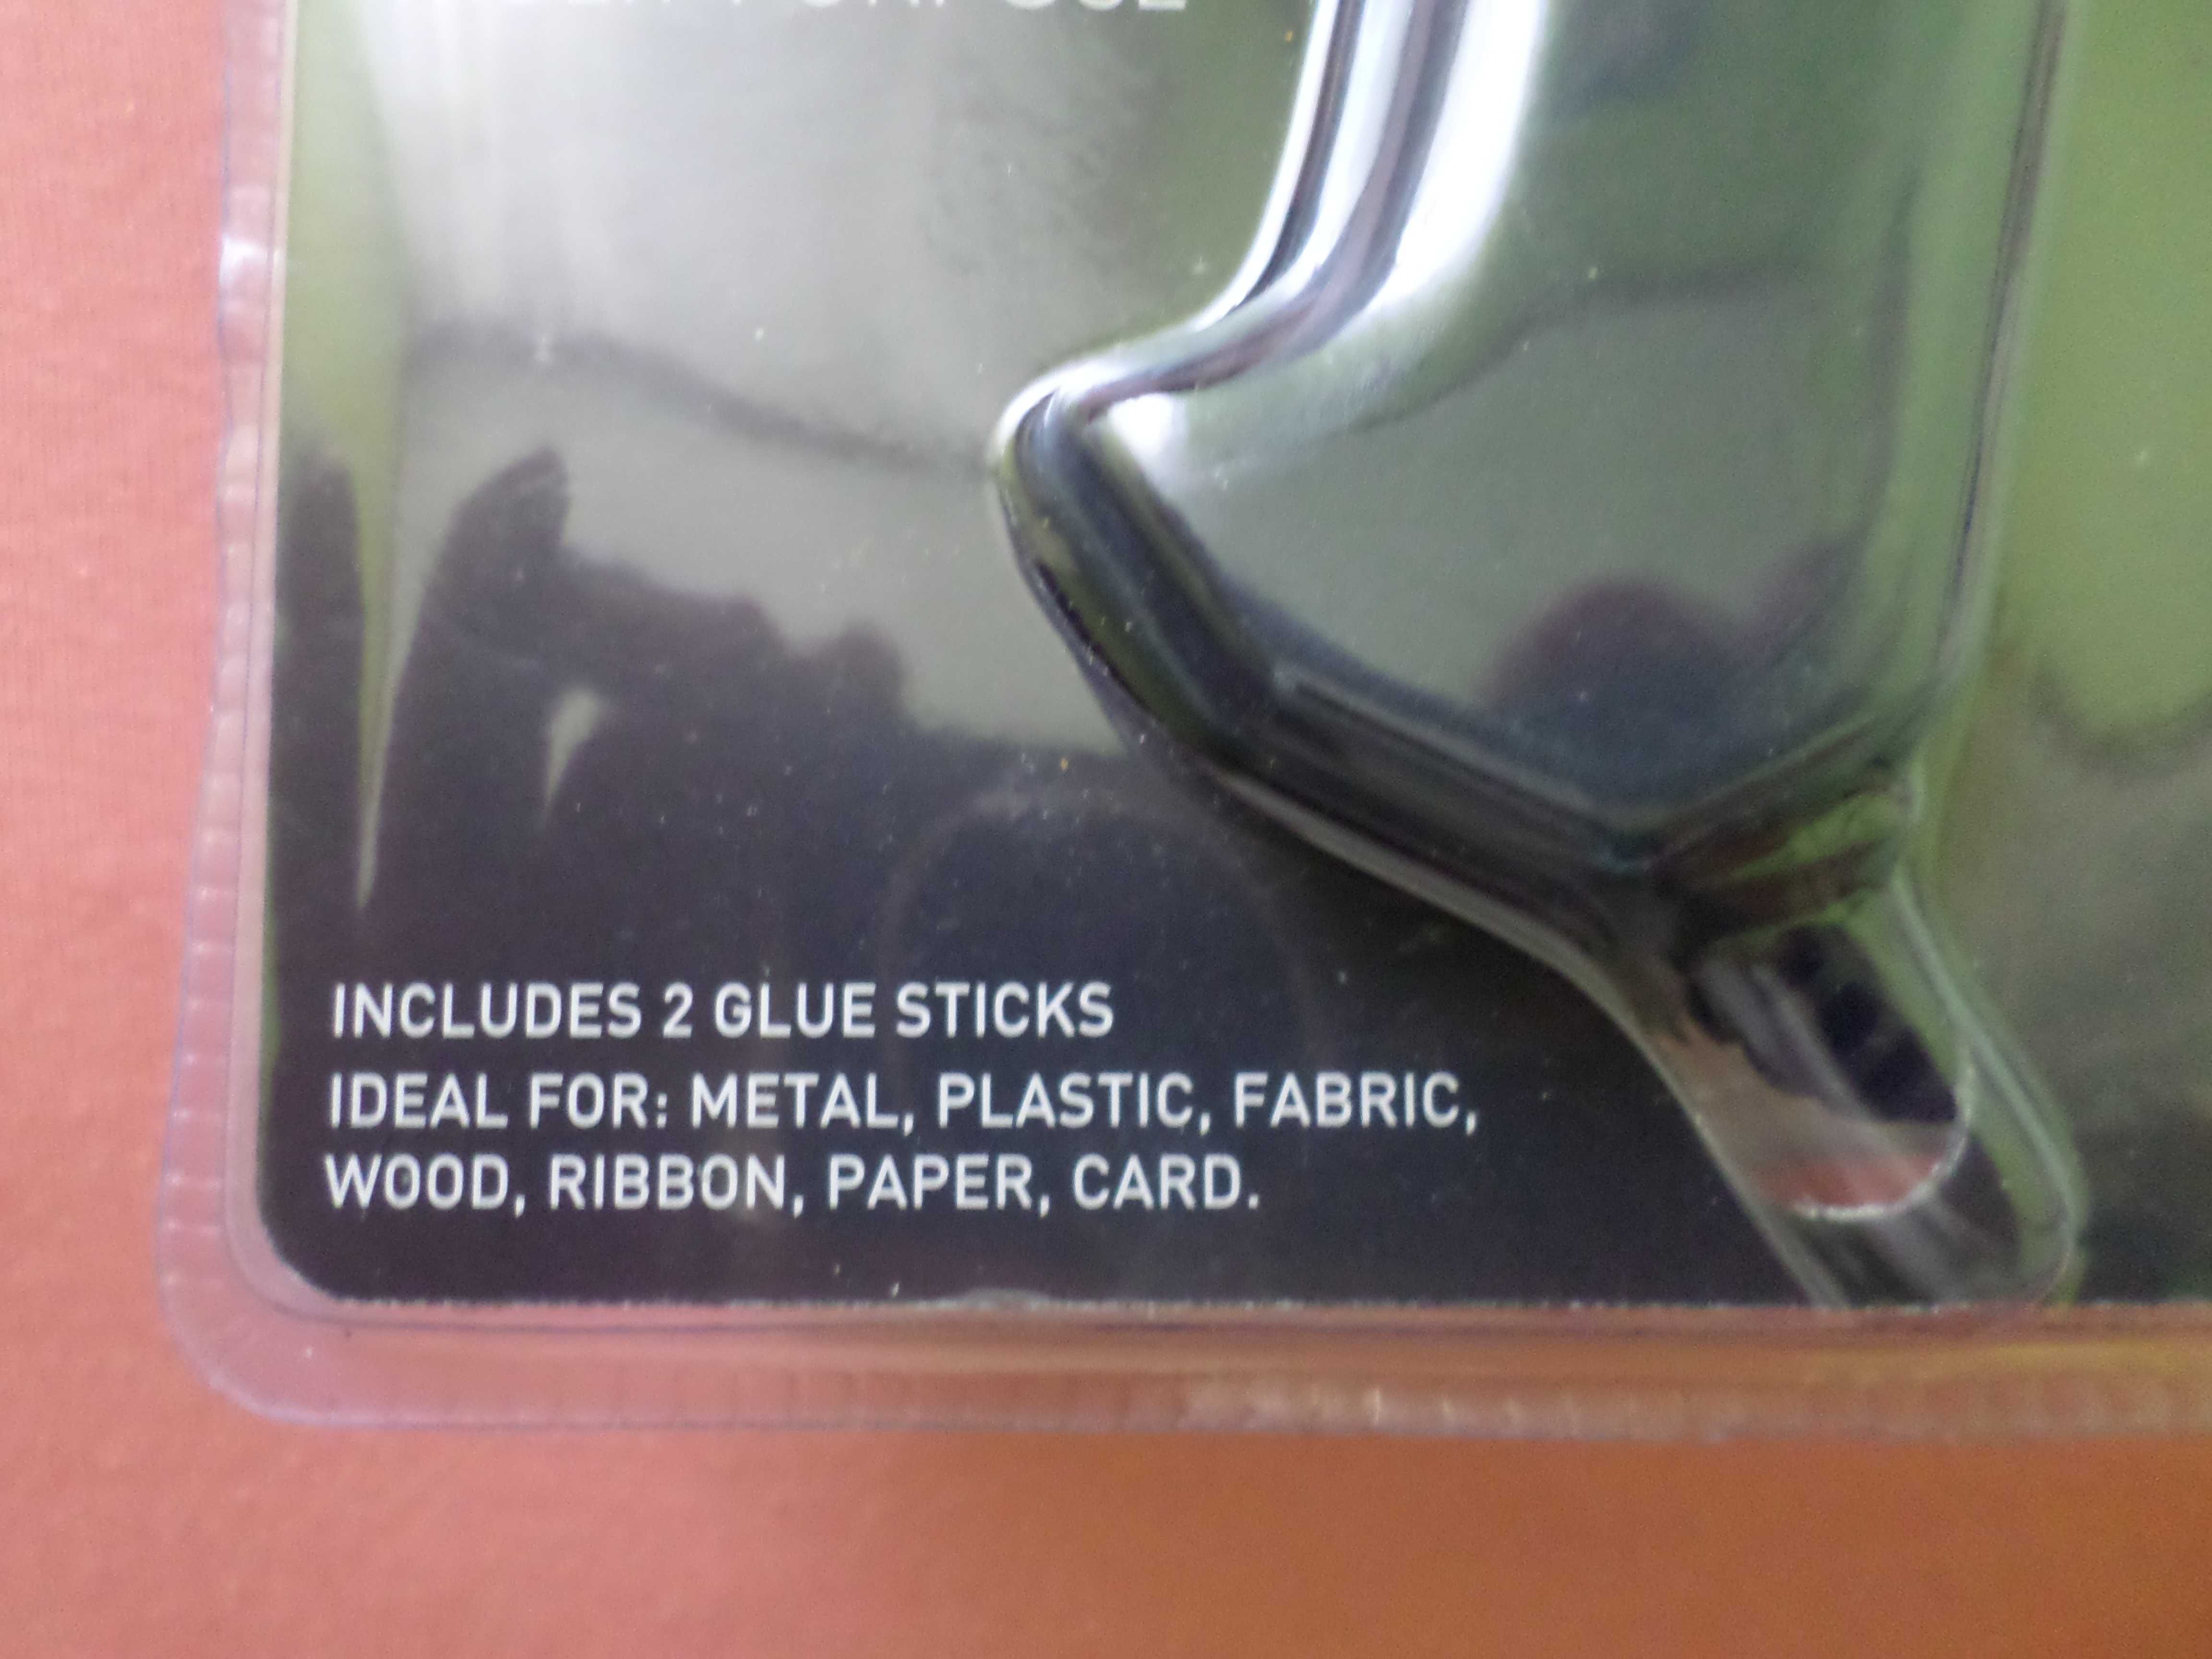 INCLUDES 2 GLUE STICKS
IDEAL FOR: METAL, PLASTIC, FABRIC,
WOOD, RIBBON, PAPER, CARD.